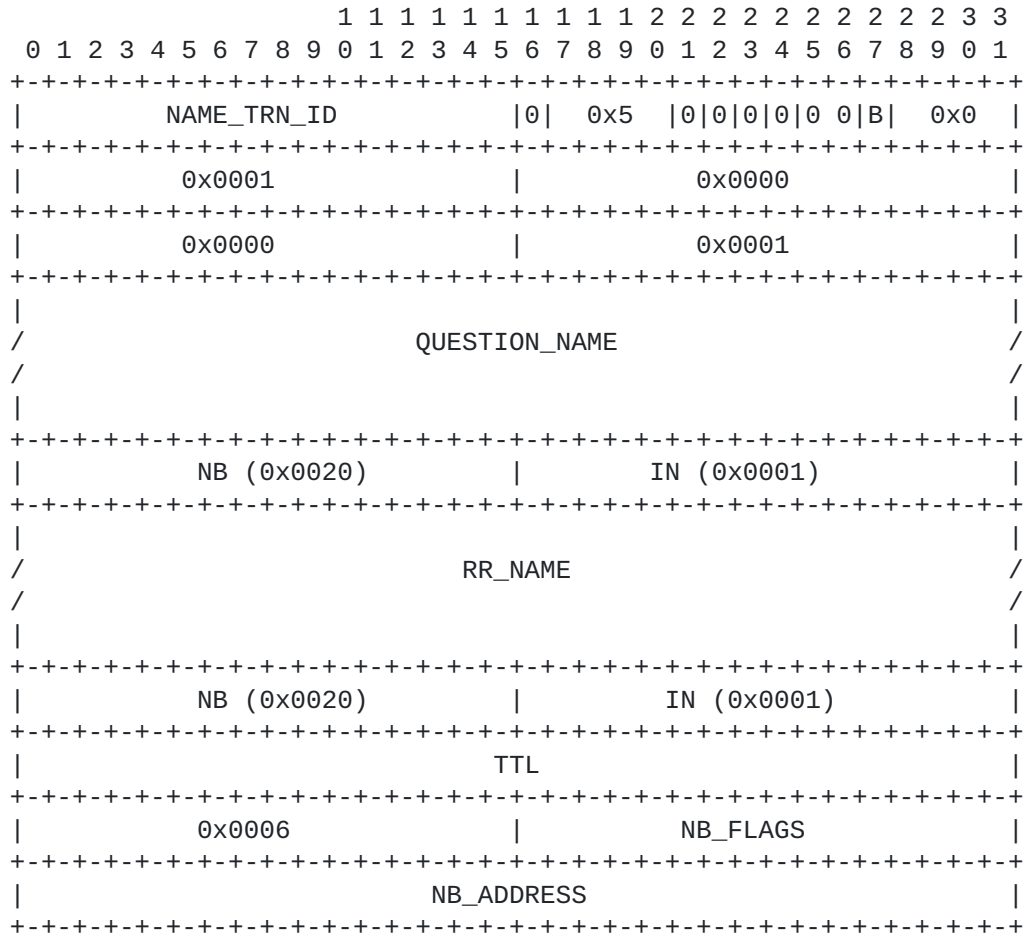 1 1 1 1 1 1 1 1 1 1 2 2 2 2 2 2 2 2 2 2 3 3
 0 1 2 3 4 5 6 7 8 9 0 1 2 3 4 5 6 7 8 9 0 1 2 3 4 5 6 7 8 9 0 1
+-+-+-+-+-+-+-+-+-+-+-+-+-+-+-+-+-+-+-+-+-+-+-+-+-+-+-+-+-+-+-+-+
|         NAME_TRN_ID           |0|  0x5  |0|0|0|0|0 0|B|  0x0  |
+-+-+-+-+-+-+-+-+-+-+-+-+-+-+-+-+-+-+-+-+-+-+-+-+-+-+-+-+-+-+-+-+
|          0x0001               |           0x0000              |
+-+-+-+-+-+-+-+-+-+-+-+-+-+-+-+-+-+-+-+-+-+-+-+-+-+-+-+-+-+-+-+-+
|          0x0000               |           0x0001              |
+-+-+-+-+-+-+-+-+-+-+-+-+-+-+-+-+-+-+-+-+-+-+-+-+-+-+-+-+-+-+-+-+
|                                                               |
/                         QUESTION_NAME                         /
/                                                               /
|                                                               |
+-+-+-+-+-+-+-+-+-+-+-+-+-+-+-+-+-+-+-+-+-+-+-+-+-+-+-+-+-+-+-+-+
|           NB (0x0020)         |        IN (0x0001)            |
+-+-+-+-+-+-+-+-+-+-+-+-+-+-+-+-+-+-+-+-+-+-+-+-+-+-+-+-+-+-+-+-+
|                                                               |
/                            RR_NAME                            /
/                                                               /
|                                                               |
+-+-+-+-+-+-+-+-+-+-+-+-+-+-+-+-+-+-+-+-+-+-+-+-+-+-+-+-+-+-+-+-+
|           NB (0x0020)         |         IN (0x0001)           |
+-+-+-+-+-+-+-+-+-+-+-+-+-+-+-+-+-+-+-+-+-+-+-+-+-+-+-+-+-+-+-+-+
|                              TTL                              |
+-+-+-+-+-+-+-+-+-+-+-+-+-+-+-+-+-+-+-+-+-+-+-+-+-+-+-+-+-+-+-+-+
|           0x0006              |          NB_FLAGS             |
+-+-+-+-+-+-+-+-+-+-+-+-+-+-+-+-+-+-+-+-+-+-+-+-+-+-+-+-+-+-+-+-+
|                          NB_ADDRESS                           |
+-+-+-+-+-+-+-+-+-+-+-+-+-+-+-+-+-+-+-+-+-+-+-+-+-+-+-+-+-+-+-+-+